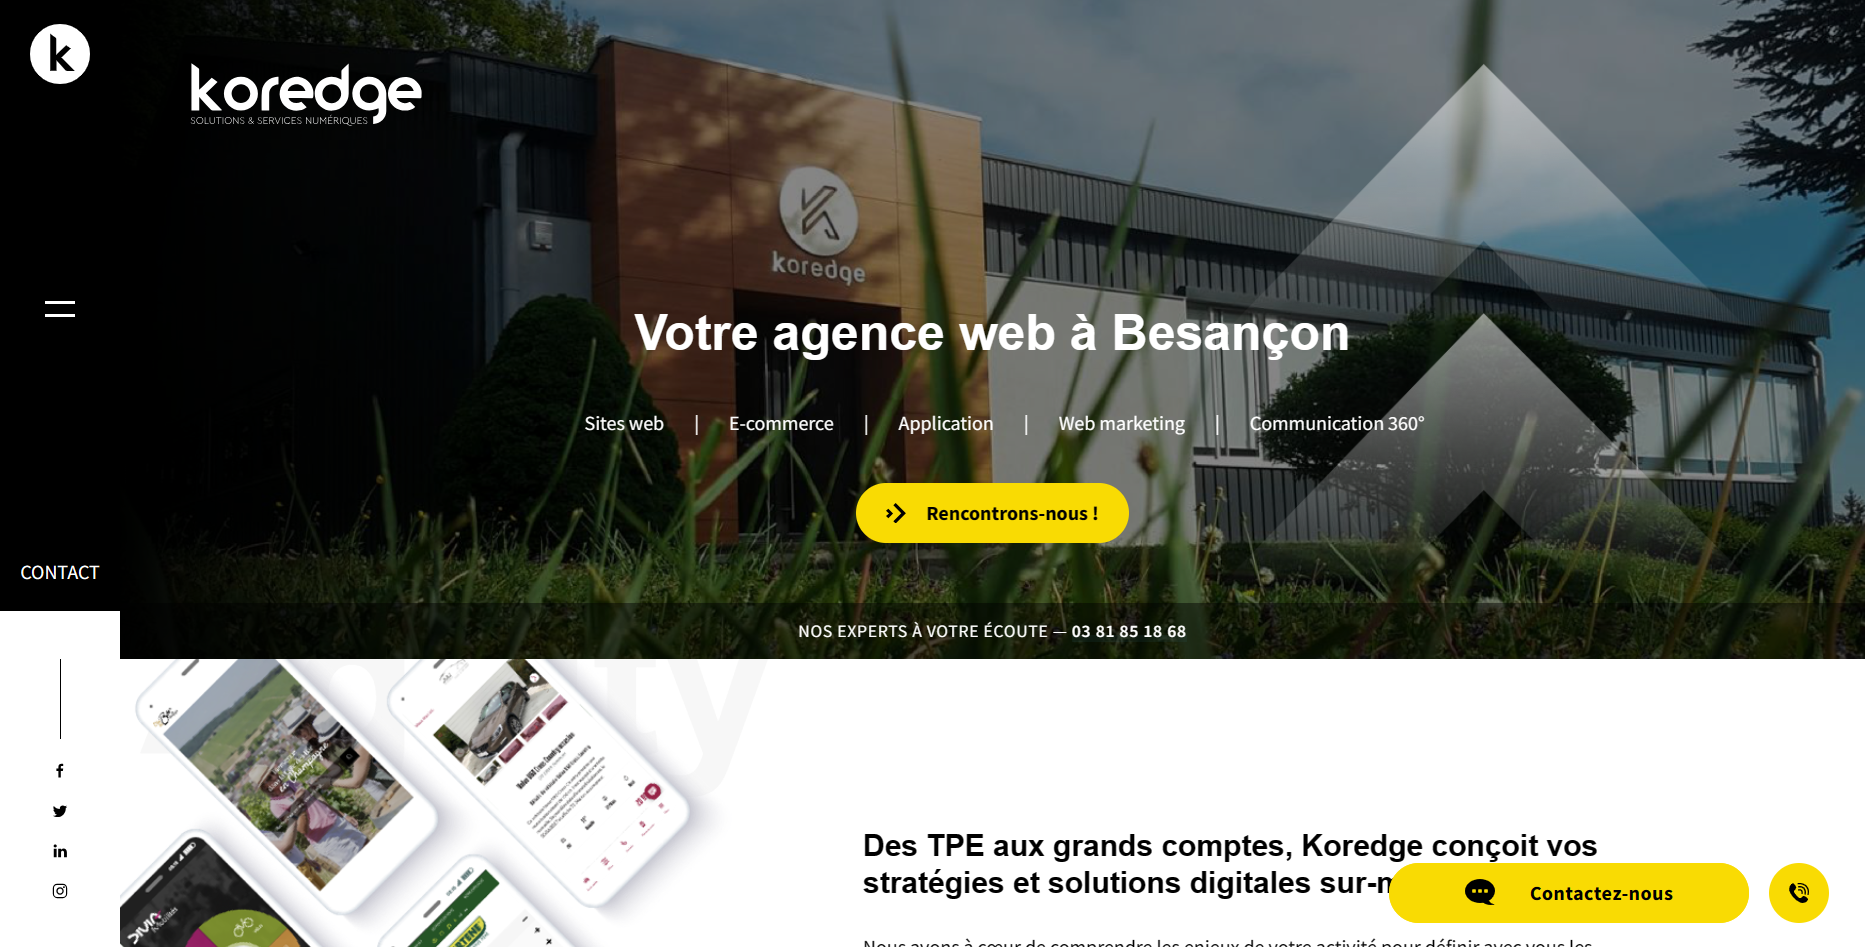 k
koredge
SOLUTIONS & SERVICES NUMÉRIQUES
koredge
Votre agence web à Besançon
Sites web | E-commerce | Application | Web marketing | Communication 360°
Rencontrons-nous !
CONTACT
NOS EXPERTS À VOTRE ÉCOUTE — 03 81 85 18 68
en Champagne
DIVIA
Des TPE aux grands comptes, Koredge conçoit vos
stratégies et solutions digitales sur-m
Contactez-nous
Nous avons à cœur de comprendre les enjeux de votre activité pour définir avec vous les